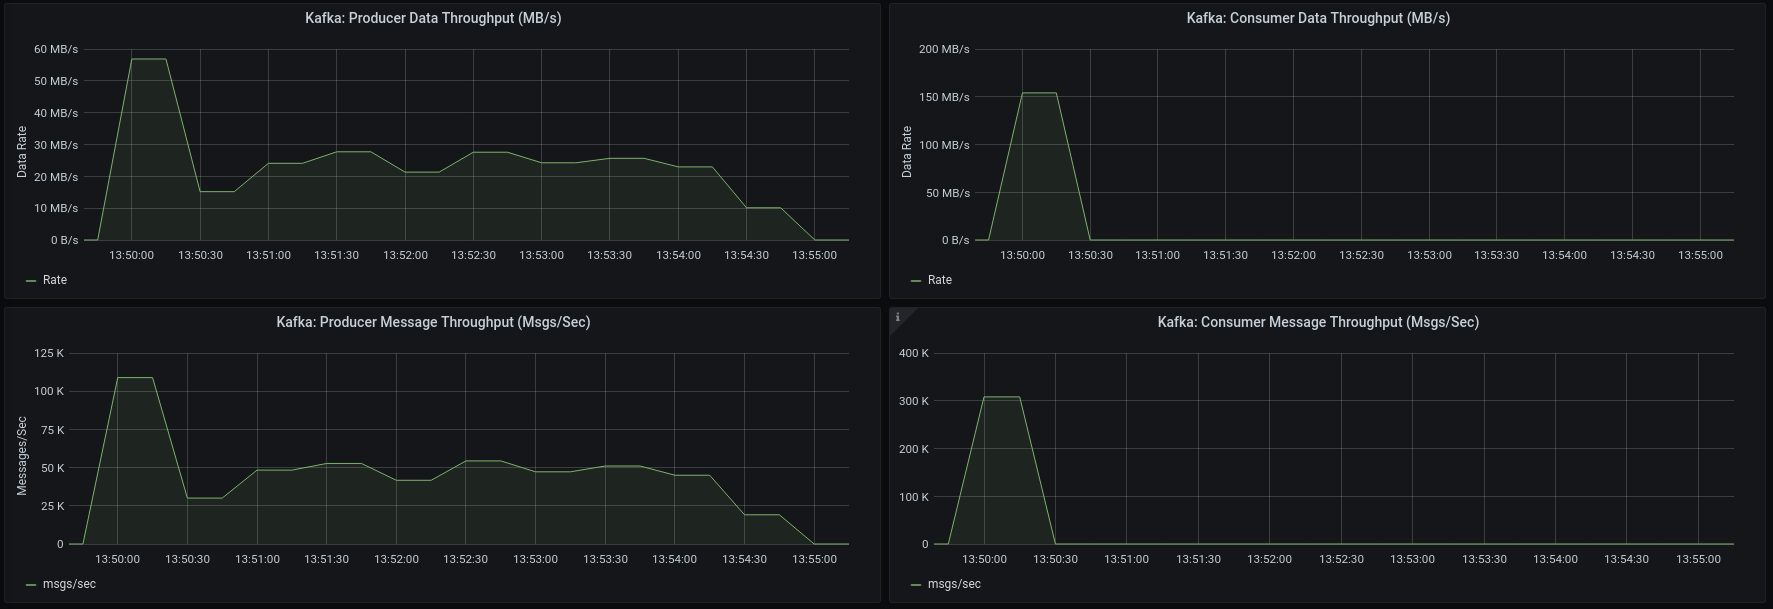 Kafka: Producer Data Throughput (MB/s)
60 MB/s
50 MB/s
40 MB/s
30 MB/s
20 MB/s
10 MB/s
0 B/s
Data Rate
13:50:00 13:50:30 13:51:00 13:51:30 13:52:00 13:52:30 13:53:00 13:53:30 13:54:00 13:54:30 13:55:00
Rate
Kafka: Consumer Data Throughput (MB/s)
200 MB/s
150 MB/s
100 MB/s
50 MB/s
0 B/s
Data Rate
13:50:00 13:50:30 13:51:00 13:51:30 13:52:00 13:52:30 13:53:00 13:53:30 13:54:00 13:54:30 13:55:00
Rate
Kafka: Producer Message Throughput (Msgs/Sec)
125 K
100 K
75 K
50 K
25 K
0
Messages/Sec
13:50:00 13:50:30 13:51:00 13:51:30 13:52:00 13:52:30 13:53:00 13:53:30 13:54:00 13:54:30 13:55:00
msgs/sec
i
Kafka: Consumer Message Throughput (Msgs/Sec)
400 K
300 K
200 K
100 K
0
13:50:00 13:50:30 13:51:00 13:51:30 13:52:00 13:52:30 13:53:00 13:53:30 13:54:00 13:54:30 13:55:00
msgs/sec